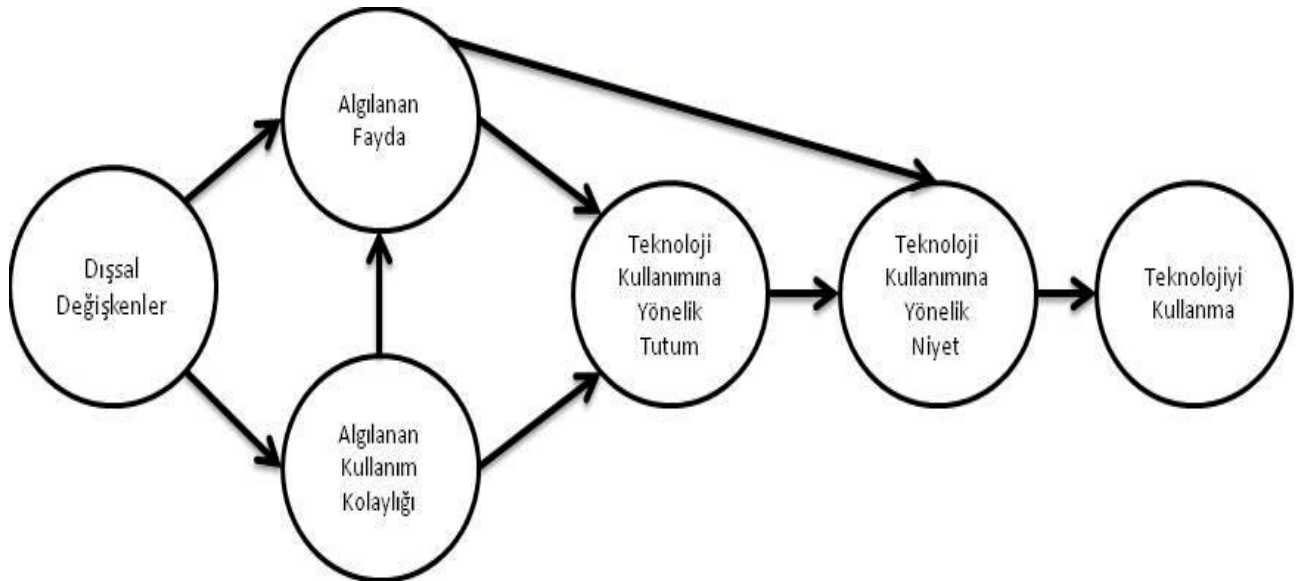 Algılanan
Fayda
Dışsal
Değişkenler
Teknoloji
Kullanımına
Yönelik
Tutum
Teknoloji
Kullanımına
Yönelik
Niyet
Teknolojiyi
Kullanma
Algılanan
Kullanım
Kolaylığı